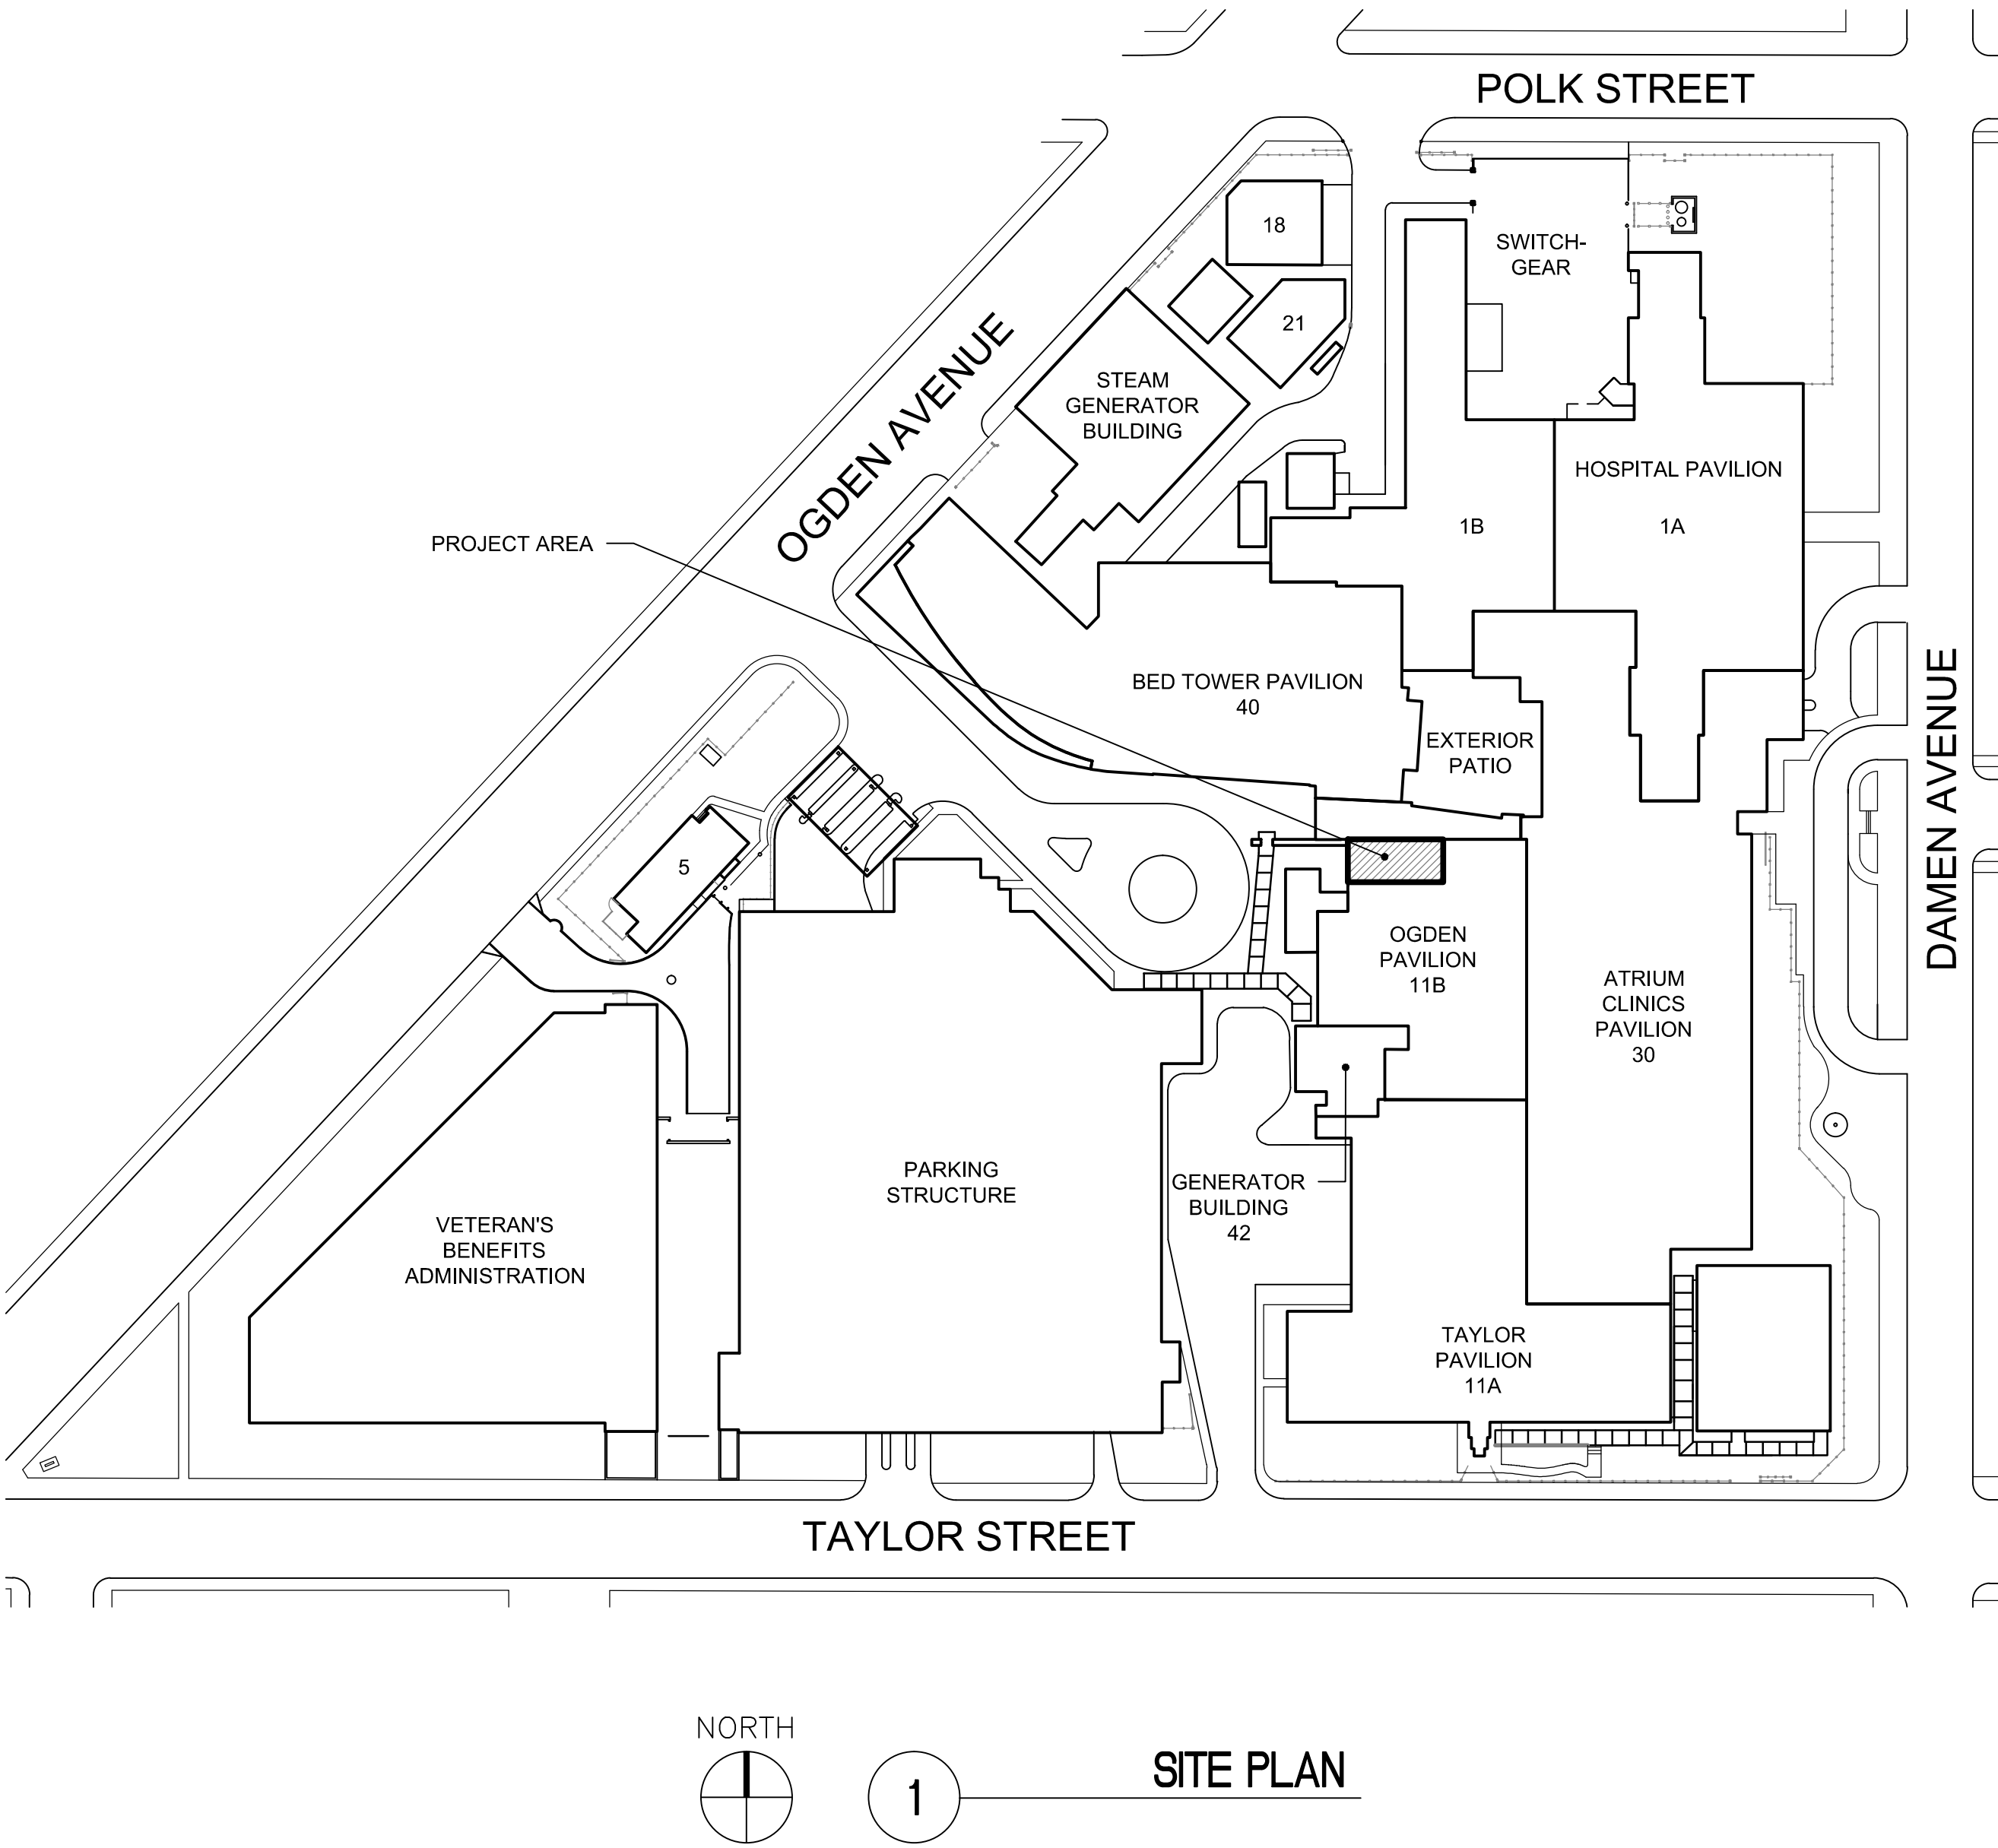 POLK STREET
18
SWITCH-
GEAR
21
OGDEN AVENUE
STEAM
GENERATOR
BUILDING
HOSPITAL PAVILION
1B
1A
PROJECT AREA
BED TOWER PAVILION
40
EXTERIOR
PATIO
DAMEN AVENUE
5
OGDEN
PAVILION
11B
ATRIUM
CLINICS
PAVILION
30
PARKING
STRUCTURE
GENERATOR
BUILDING
42
VETERAN'S
BENEFITS
ADMINISTRATION
TAYLOR
PAVILION
11A
TAYLOR STREET
NORTH
1
SITE PLAN